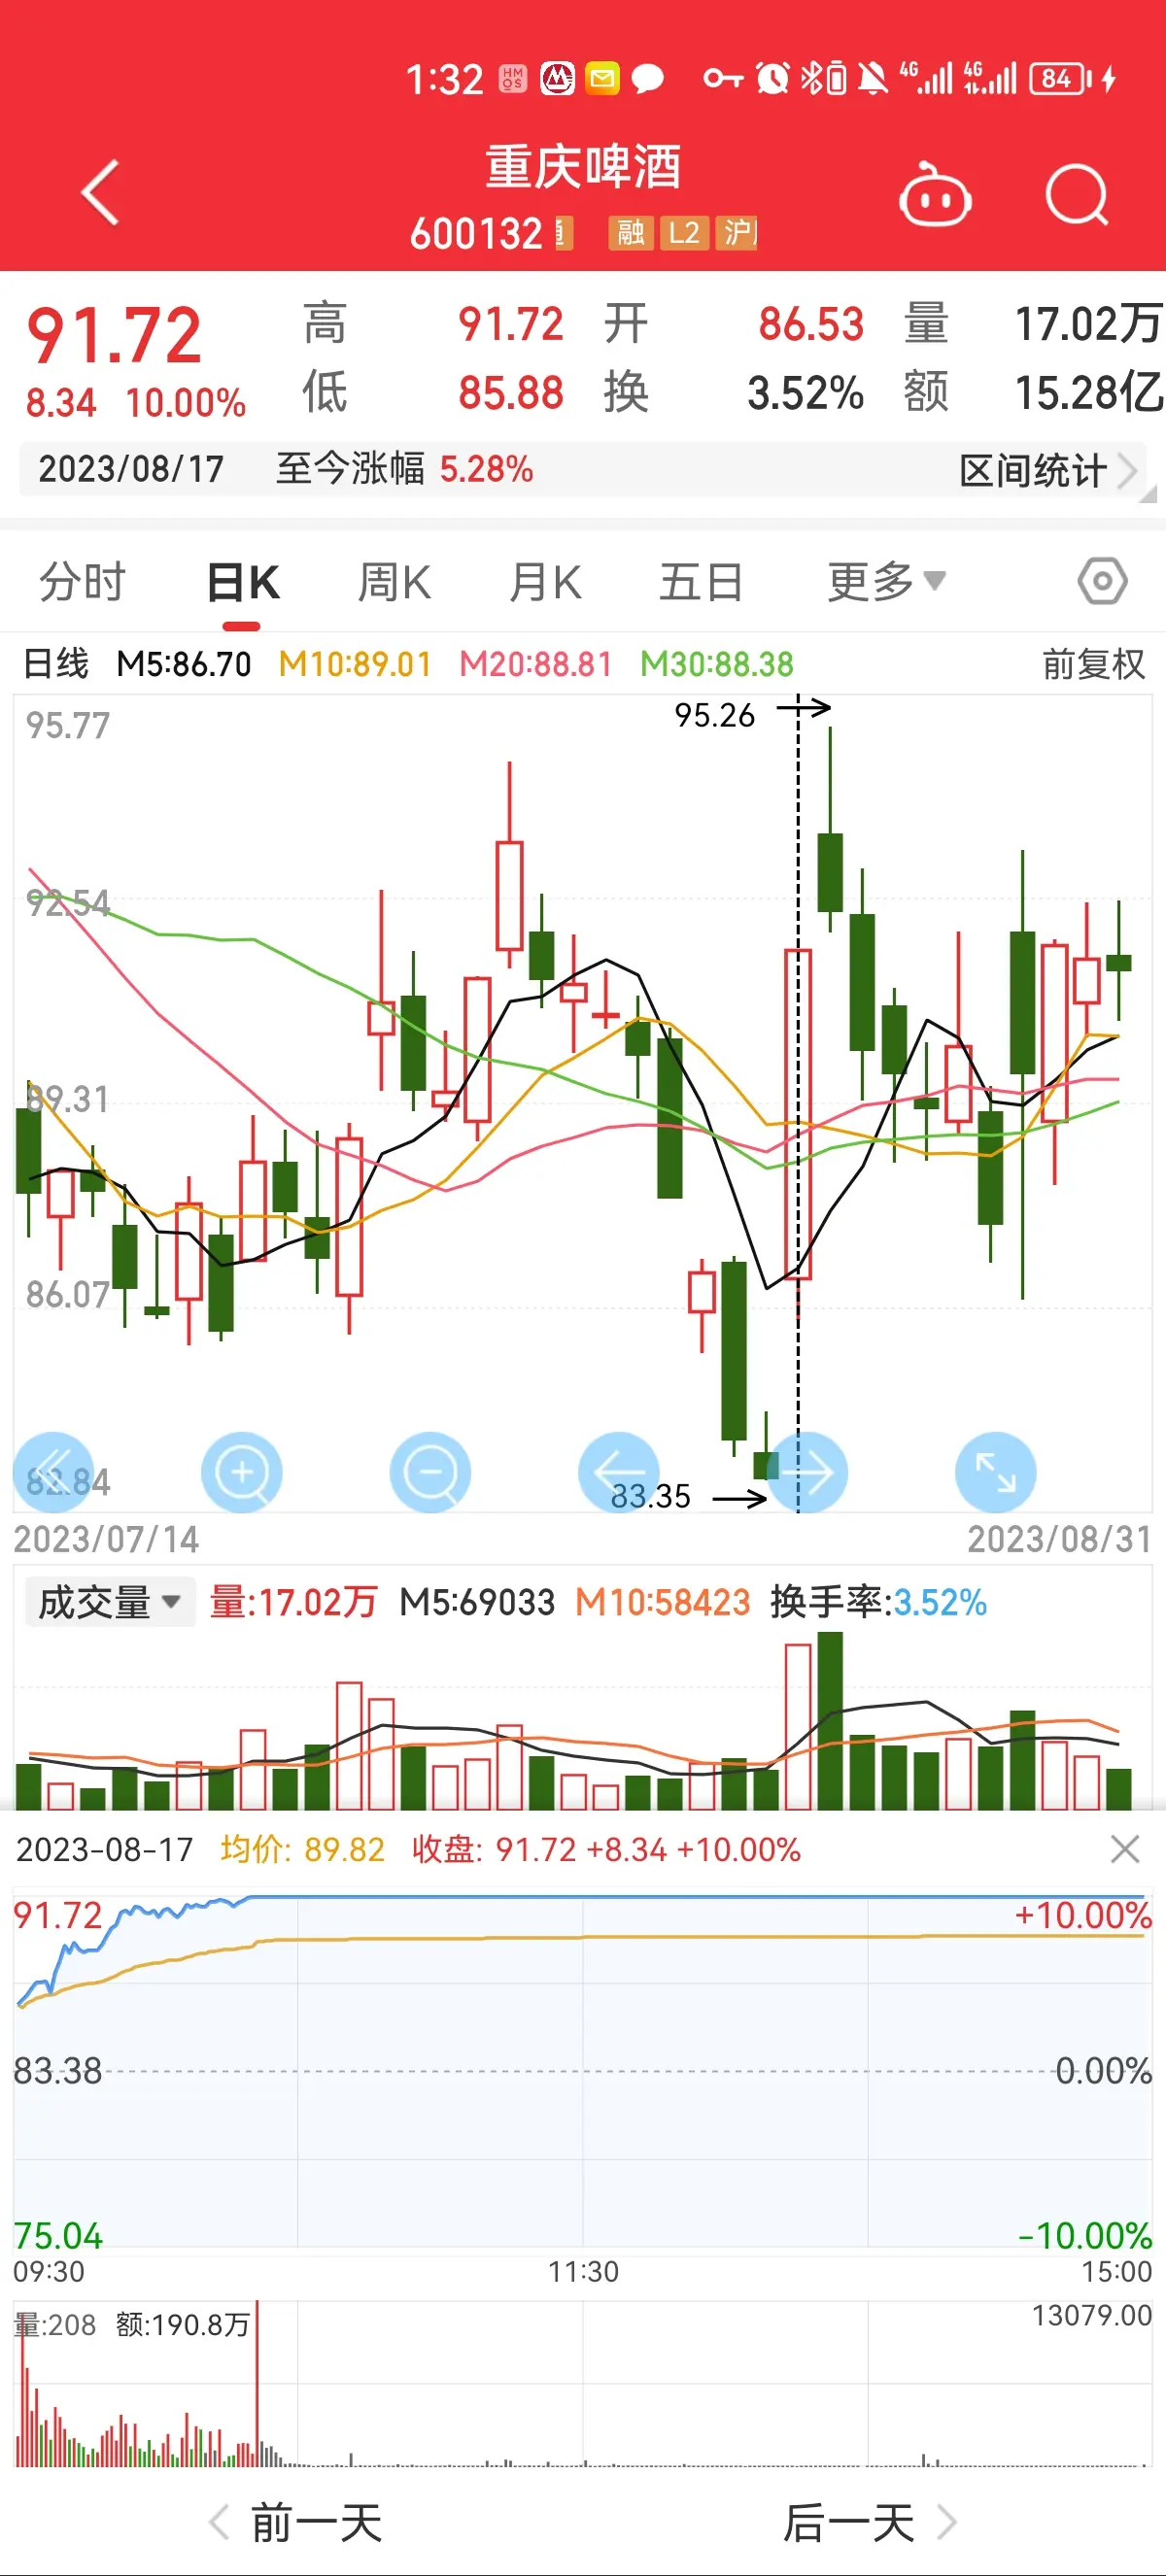 1:32 HM OS 4G 4G 84
重庆啤酒
600132 融 L2 沪
91.72 高 91.72 开 86.53 量 17.02万
8.34 10.00% 低 85.88 换 3.52% 额 15.28亿
2023/08/17 至今涨幅 5.28% 区间统计
分时 日K 周K 月K 五日 更多
日线 M5:86.70 M10:89.01 M20:88.81 M30:88.38 前复权
95.77
95.26
92.54
89.31
86.07
82.84
83.35
2023/07/14 2023/08/31
成交量 量:17.02万 M5:69033 M10:58423 换手率:3.52%
2023-08-17 均价: 89.82 收盘: 91.72 +8.34 +10.00%
91.72 +10.00%
83.38 0.00%
75.04 -10.00%
09:30 11:30 15:00
量:208 额:190.8万 13079.00
前一天 后一天